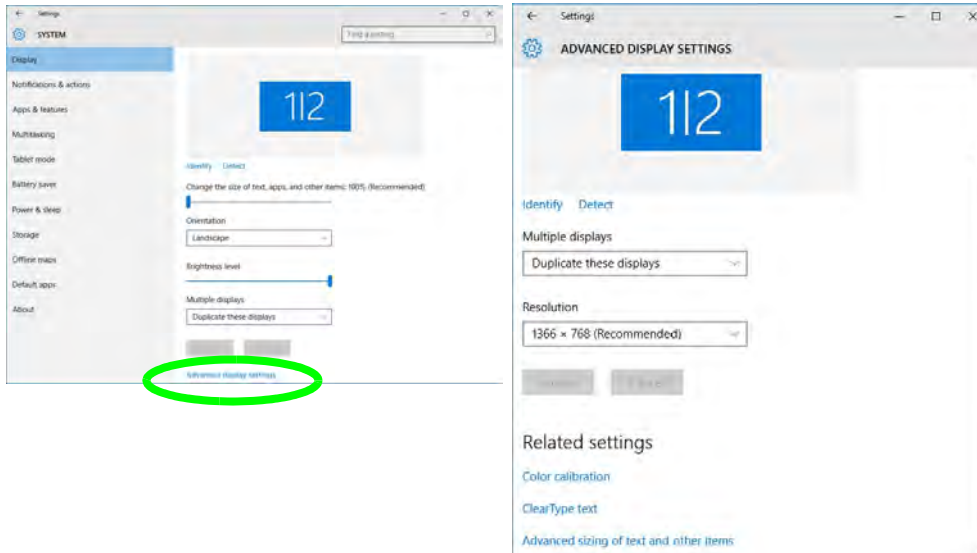 Settings
SYSTEM
Find a setting
Display
Notifications & actions
Apps & features
Multitasking
Tablet mode
Battery saver
Power & sleep
Storage
Offline maps
Default apps
About
1|2
Identify Detect
Change the size of text, apps, and other items: 100% (Recommended)
Orientation
Landscape
Brightness level
Multiple displays
Duplicate these displays
Advanced display settings
Settings
ADVANCED DISPLAY SETTINGS
1|2
Identify Detect
Multiple displays
Duplicate these displays
Resolution
1366 × 768 (Recommended)
Related settings
Color calibration
ClearType text
Advanced sizing of text and other items